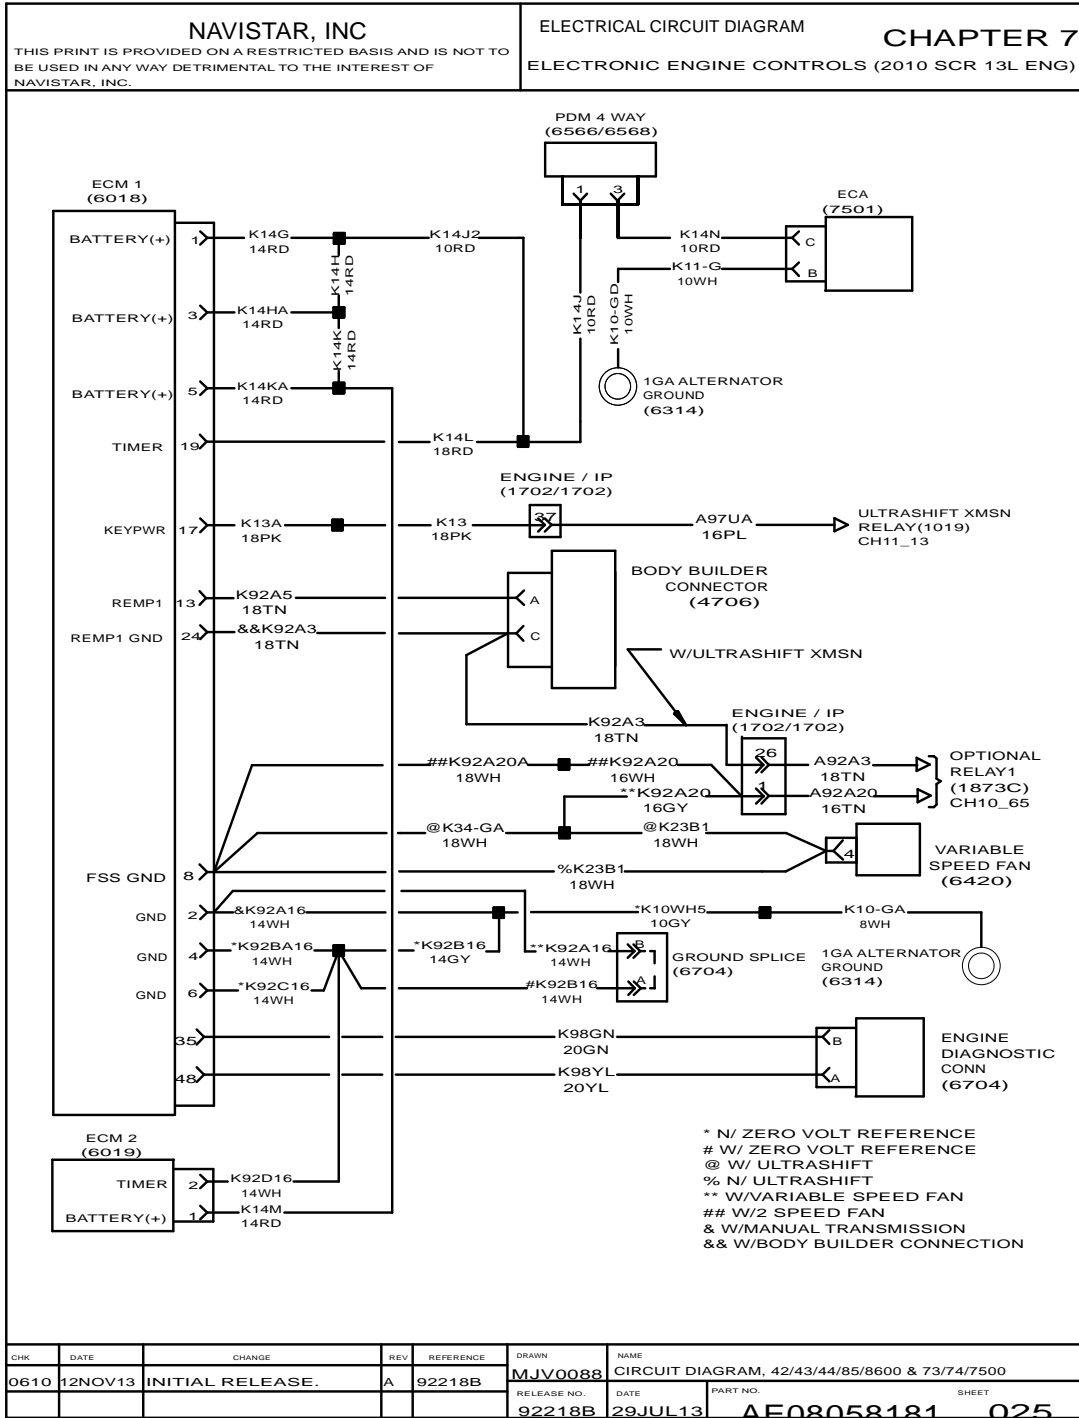 NAVISTAR, INC
THIS PRINT IS PROVIDED ON A RESTRICTED BASIS AND IS NOT TO
BE USED IN ANY WAY DETRIMENTAL TO THE INTEREST OF
NAVISTAR, INC.
ELECTRICAL CIRCUIT DIAGRAM
CHAPTER 7
ELECTRONIC ENGINE CONTROLS (2010 SCR 13L ENG)
PDM 4 WAY
(6566/6568)
1
3
ECM 1
(6018)
ECA
(7501)
BATTERY(+)
1
K14G
14RD
K14J2
10RD
K14N
10RD
C
K11-G
10WH
B
K14H
14RD
K14J
10RD
K10-GD
10WH
BATTERY(+)
3
K14HA
14RD
K14K
14RD
1GA ALTERNATOR
GROUND
(6314)
BATTERY(+)
5
K14KA
14RD
TIMER
19
K14L
18RD
ENGINE / IP
(1702/1702)
37
KEYPWR
17
K13A
18PK
K13
18PK
A97UA
16PL
ULTRASHIFT XMSN
RELAY(1019)
CH11_13
BODY BUILDER
CONNECTOR
(4706)
REMP1
13
K92A5
18TN
A
REMP1 GND
24
&&K92A3
18TN
C
W/ULTRASHIFT XMSN
K92A3
18TN
ENGINE / IP
(1702/1702)
26
A92A3
18TN
1
A92A20
16TN
OPTIONAL
RELAY1
(1873C)
CH10_65
##K92A20A
18WH
##K92A20
16WH
**K92A20
16GY
@K34-GA
18WH
@K23B1
18WH
%K23B1
18WH
4
VARIABLE
SPEED FAN
(6420)
FSS GND
8
GND
2
&K92A16
14WH
*K10WH5
10GY
K10-GA
8WH
GND
4
*K92BA16
14WH
*K92B16
14GY
**K92A16
14WH
B
GROUND SPLICE
(6704)
1GA ALTERNATOR
GROUND
(6314)
GND
6
*K92C16
14WH
#K92B16
14WH
A
35
K98GN
20GN
B
48
K98YL
20YL
A
ENGINE
DIAGNOSTIC
CONN
(6704)
ECM 2
(6019)
TIMER
2
K92D16
14WH
BATTERY(+)
1
K14M
14RD
* N/ ZERO VOLT REFERENCE
# W/ ZERO VOLT REFERENCE
@ W/ ULTRASHIFT
% N/ ULTRASHIFT
** W/VARIABLE SPEED FAN
## W/2 SPEED FAN
& W/MANUAL TRANSMISSION
&& W/BODY BUILDER CONNECTION
CHK DATE CHANGE REV REFERENCE
0610 12NOV13 INITIAL RELEASE. A 92218B
DRAWN
MJV0088
NAME
CIRCUIT DIAGRAM, 42/43/44/85/8600 & 73/74/7500
RELEASE NO.
92218B
DATE
29JUL13
PART NO.
AF08058181
SHEET
025